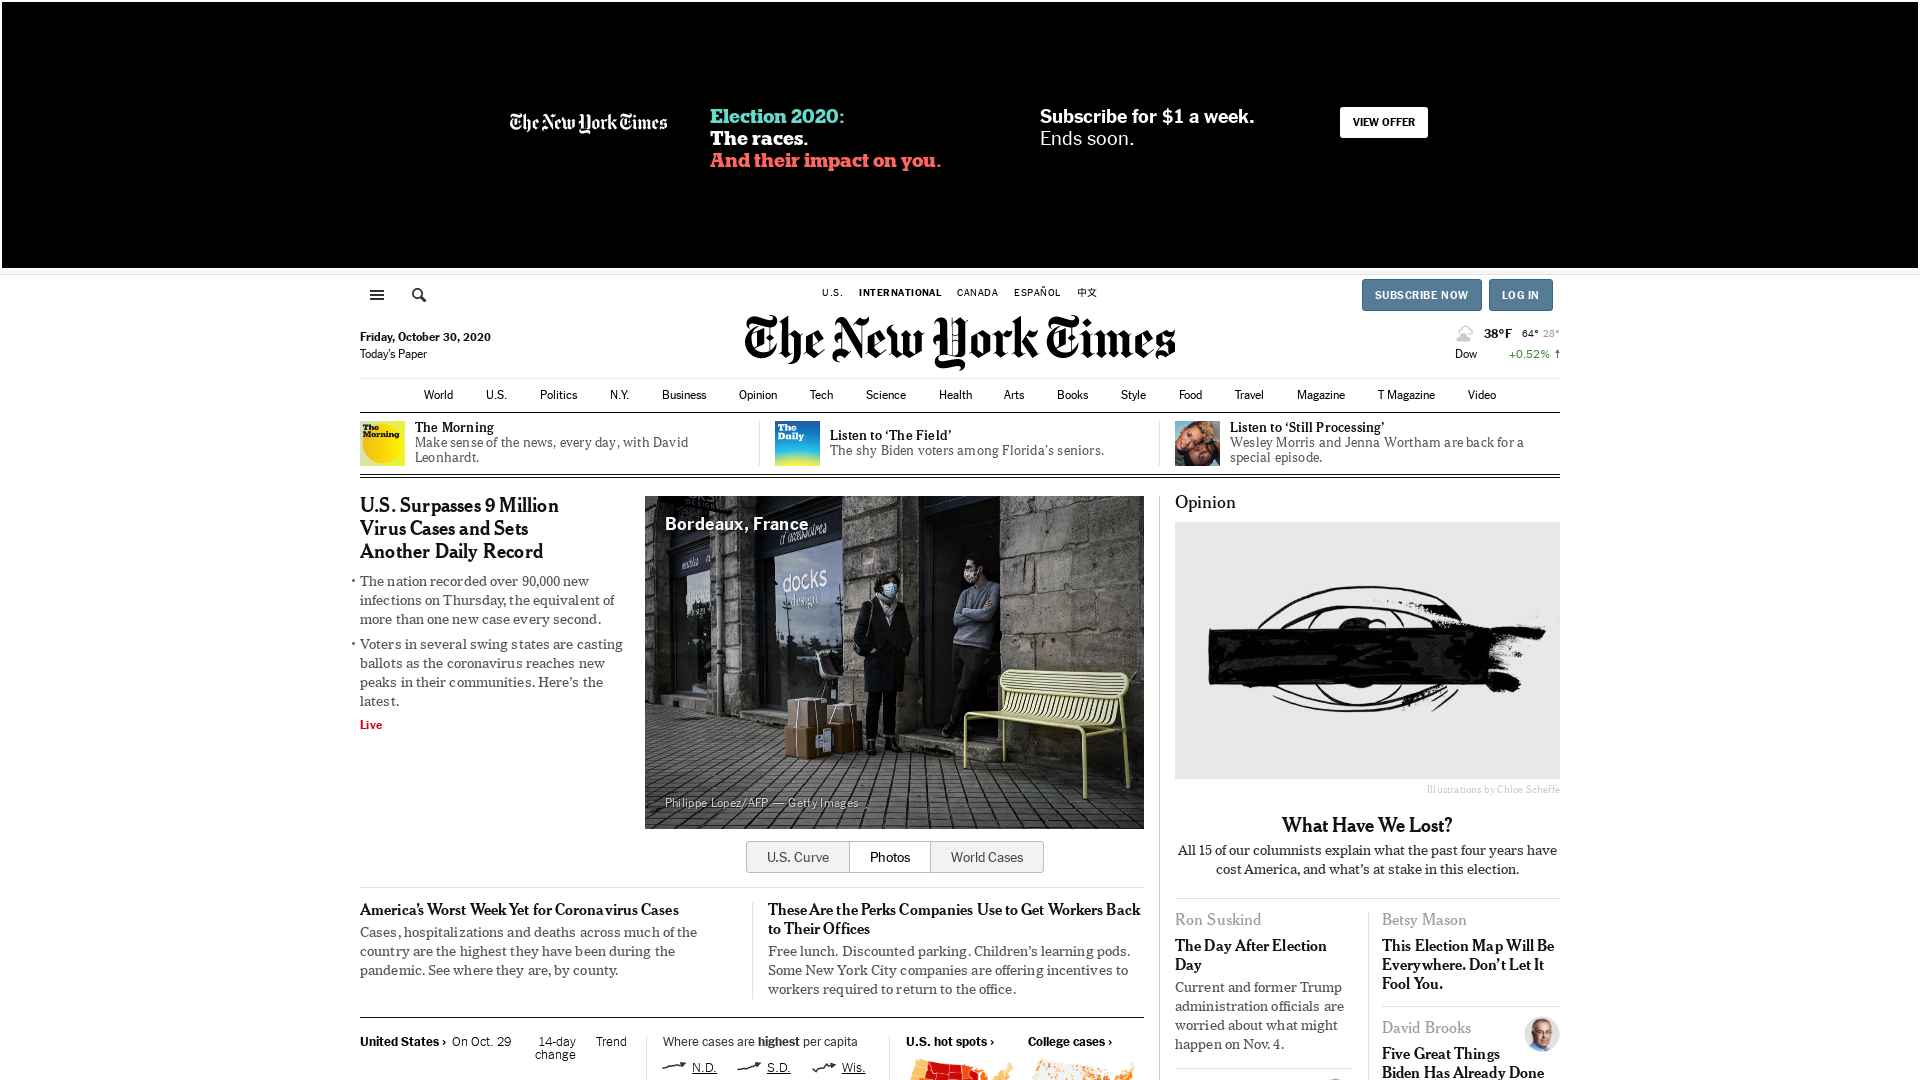 The New York Times
Election 2020:
The races.
And their impact on you.
Subscribe for $1 a week.
Ends soon.
VIEW OFFER
U.S.
INTERNATIONAL
CANADA
ESPAÑOL
中文
SUBSCRIBE NOW
LOG IN
Friday, October 30, 2020
Today's Paper
The New York Times
38°F 64° 28°
Dow +0.52% ↑
World U.S. Politics N.Y. Business Opinion Tech Science Health Arts Books Style Food Travel Magazine T Magazine Video
The Morning
The Morning
Make sense of the news, every day, with David
Leonhardt.
The Daily
Listen to ‘The Field’
The shy Biden voters among Florida’s seniors.
Listen to ‘Still Processing’
Wesley Morris and Jenna Wortham are back for a
special episode.
U.S. Surpasses 9 Million
Virus Cases and Sets
Another Daily Record
• The nation recorded over 90,000 new
infections on Thursday, the equivalent of
more than one new case every second.
• Voters in several swing states are casting
ballots as the coronavirus reaches new
peaks in their communities. Here’s the
latest.
Live
Bordeaux, France
d'accessoires
docks
design
Philippe Lopez/AFP — Getty Images
U.S. Curve
Photos
World Cases
America’s Worst Week Yet for Coronavirus Cases
Cases, hospitalizations and deaths across much of the
country are the highest they have been during the
pandemic. See where they are, by county.
These Are the Perks Companies Use to Get Workers Back
to Their Offices
Free lunch. Discounted parking. Children’s learning pods.
Some New York City companies are offering incentives to
workers required to return to the office.
United States › On Oct. 29
14-day
change
Trend
Where cases are highest per capita
N.D.
S.D.
Wis.
U.S. hot spots ›
College cases ›
Opinion
Illustrations by Chloe Scheffe
What Have We Lost?
All 15 of our columnists explain what the past four years have
cost America, and what’s at stake in this election.
Ron Suskind
The Day After Election
Day
Current and former Trump
administration officials are
worried about what might
happen on Nov. 4.
Betsy Mason
This Election Map Will Be
Everywhere. Don’t Let It
Fool You.
David Brooks
Five Great Things
Biden Has Already Done